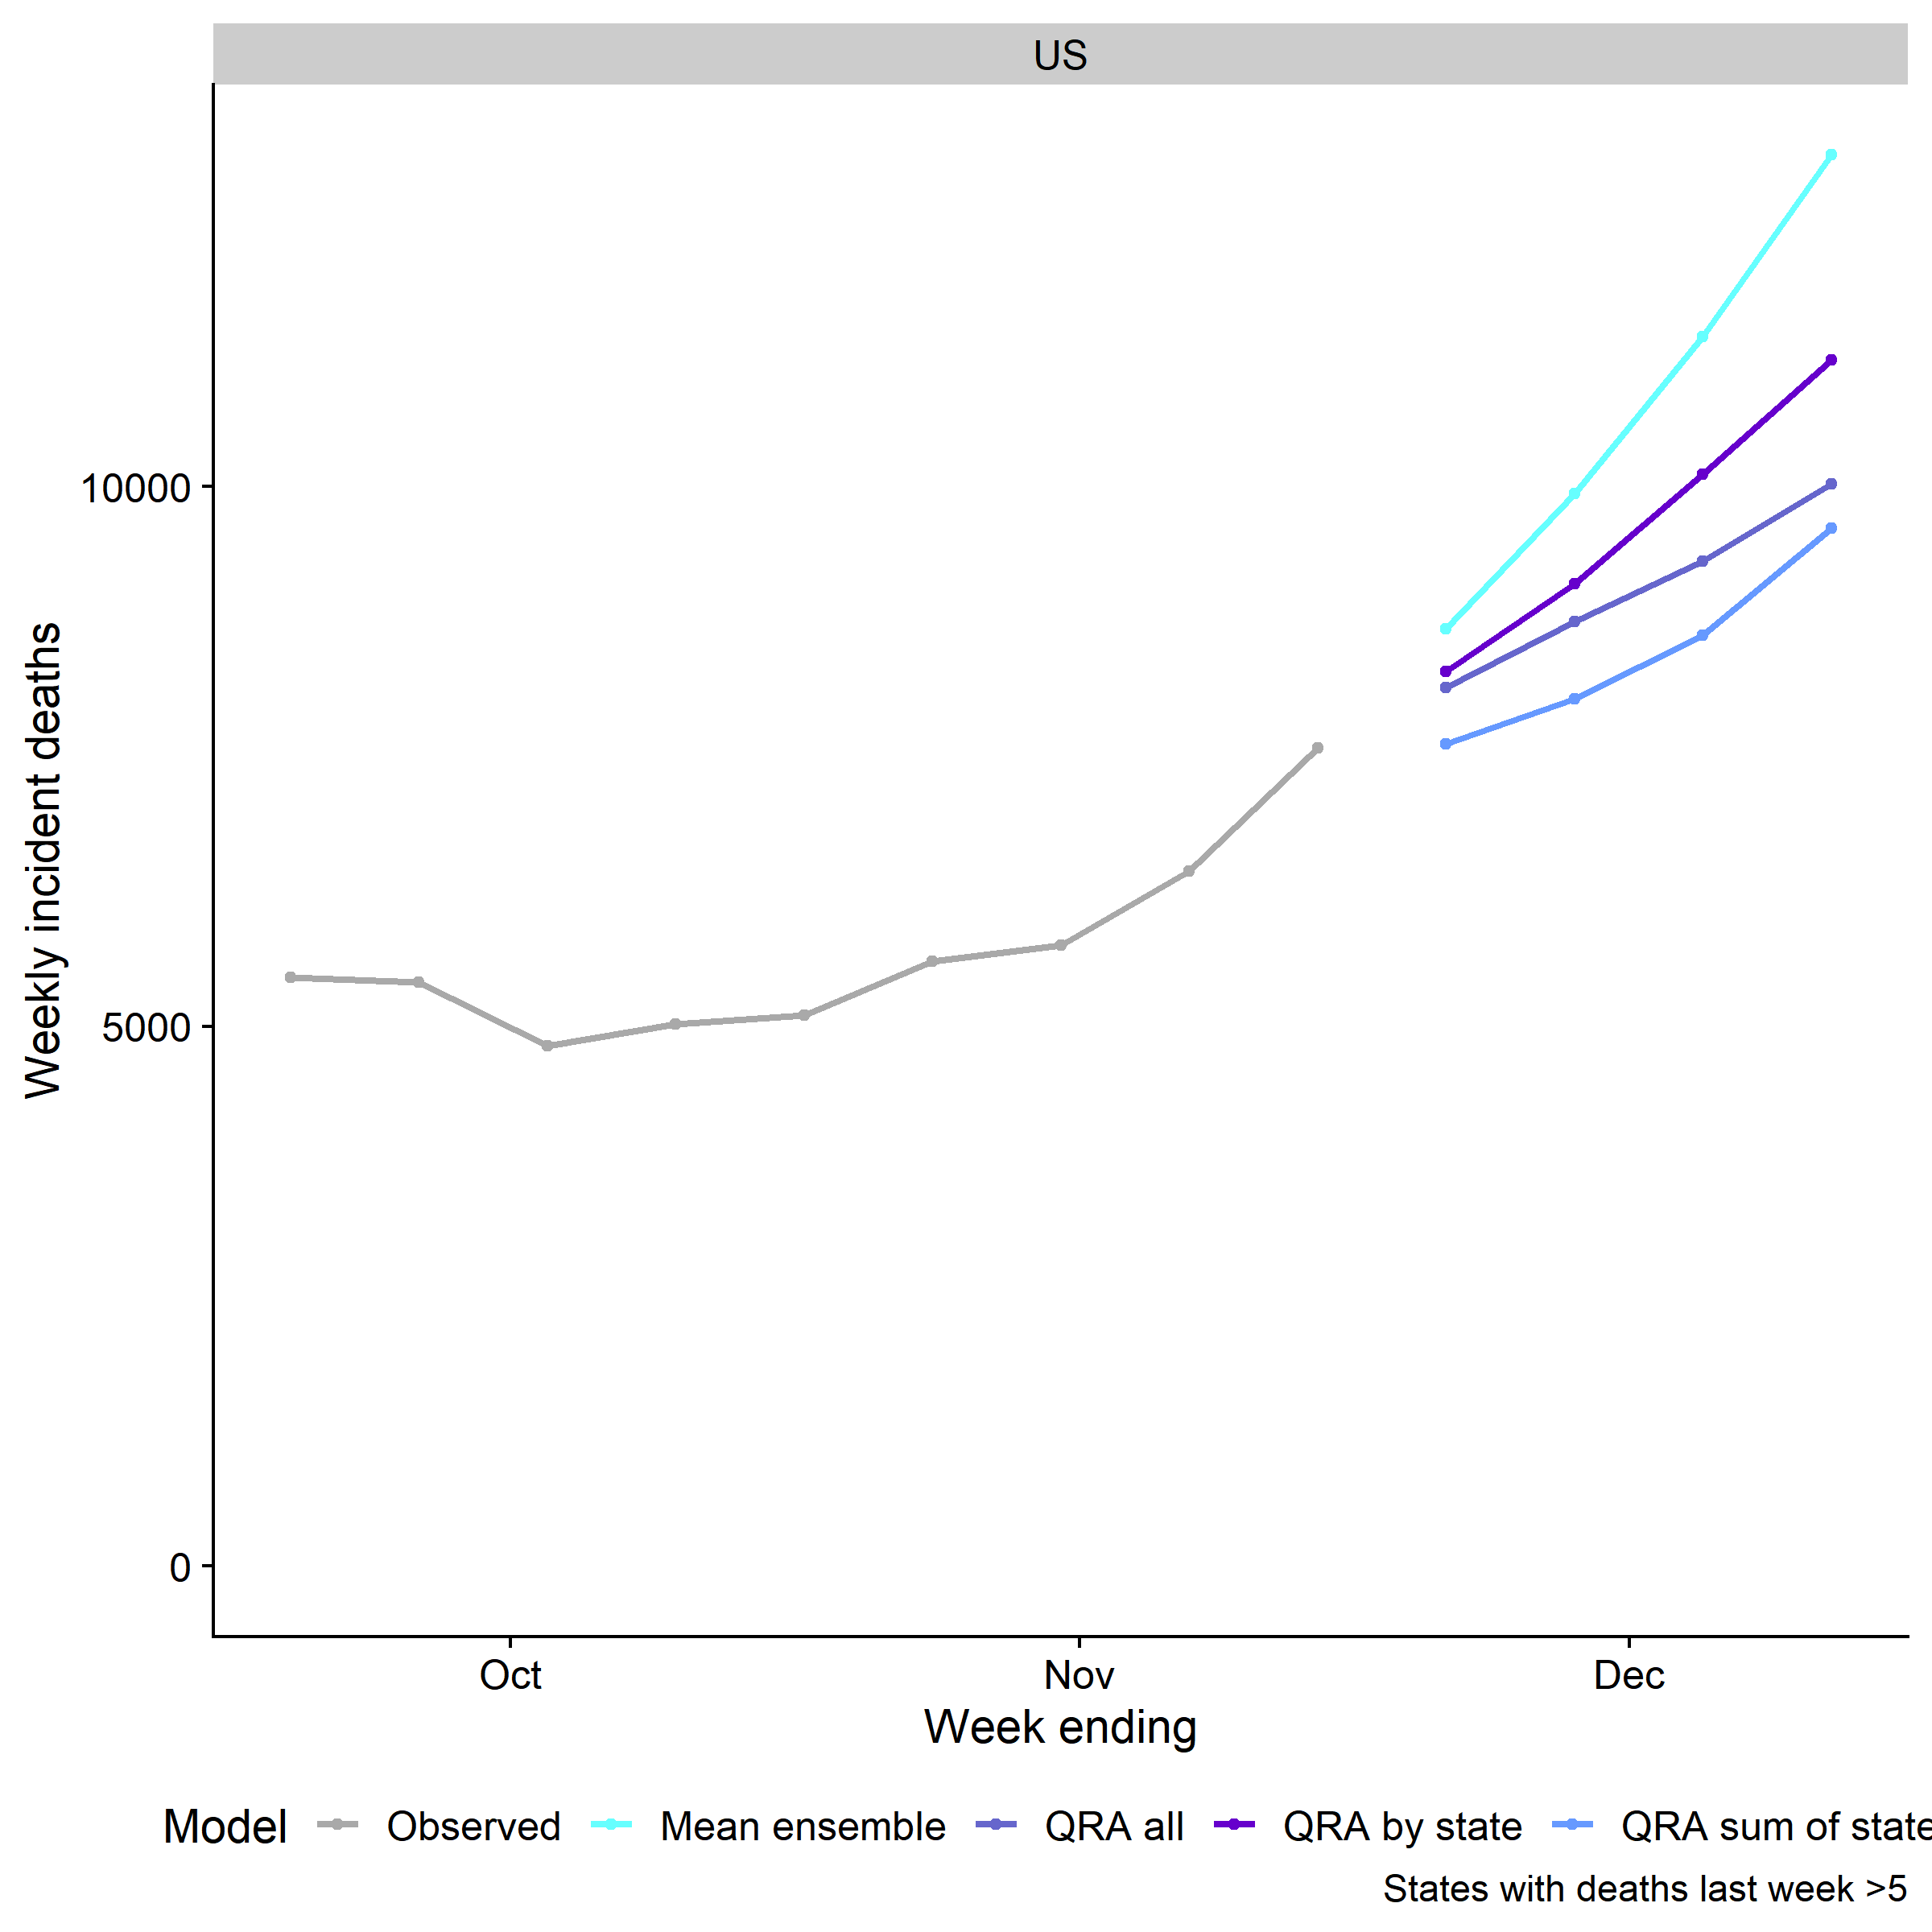 US
Weekly incident deaths
10000
5000
0
Oct Nov Dec
Week ending
Model Observed Mean ensemble QRA all QRA by state QRA sum of state
States with deaths last week >5